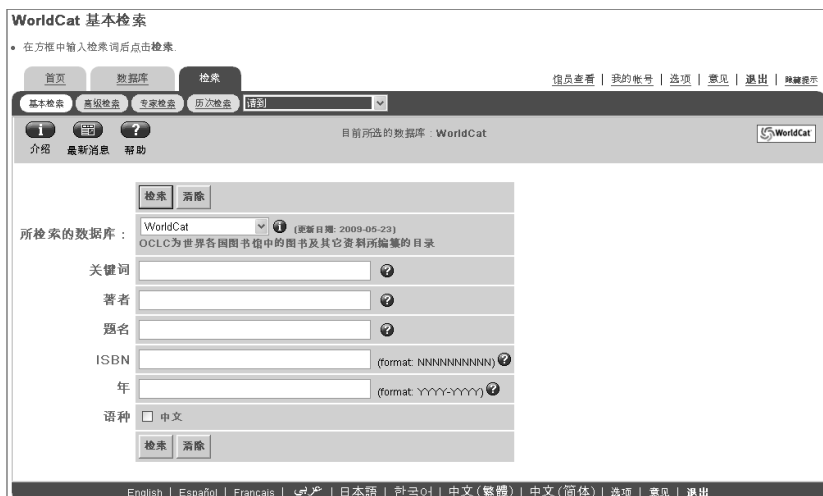 WorldCat 基本检索
• 在方框中输入检索词后点击检索.
首页 数据库 检索 馆员查看 | 我的帐号 | 选项 | 意见 | 退出 | 隐藏提示
基本检索 高级检索 专家检索 历次检索 请到
介绍 最新消息 帮助 目前所选的数据库 : WorldCat WorldCat
检索 清除
所检索的数据库 : WorldCat (更新日期: 2009-05-23)
OCLC为世界各国图书馆中的图书及其它资料所编纂的目录
关键词
著者
题名
ISBN (format: NNNNNNNNNN)
年 (format: YYYY-YYYY)
语种 中文
检索 清除
English | Español | Français | عربي | 日本語 | 한국어 | 中文(繁體) | 中文(简体) | 选项 | 意见 | 退出